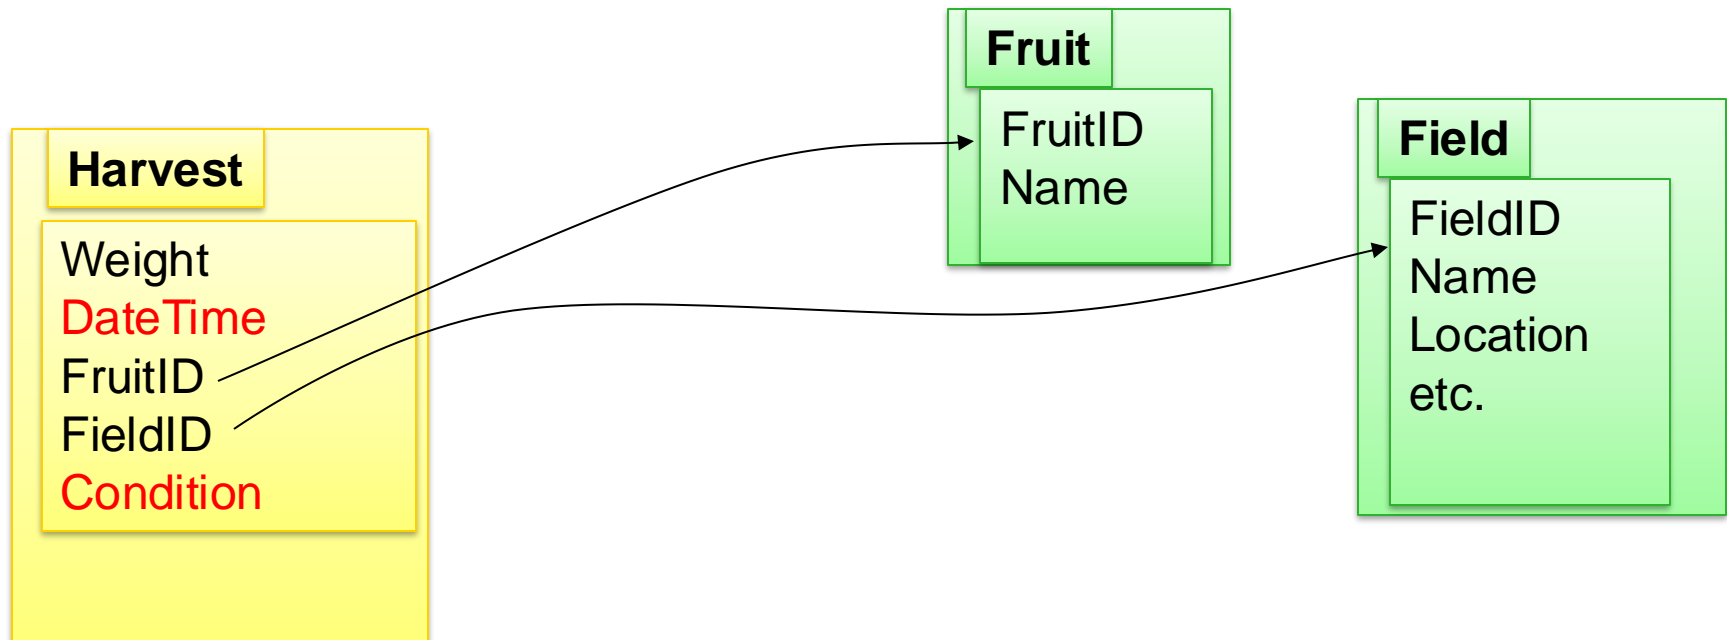 Harvest
Weight
DateTime
FruitID
FieldID
Condition
Fruit
FruitID
Name
Field
FieldID
Name
Location
etc.